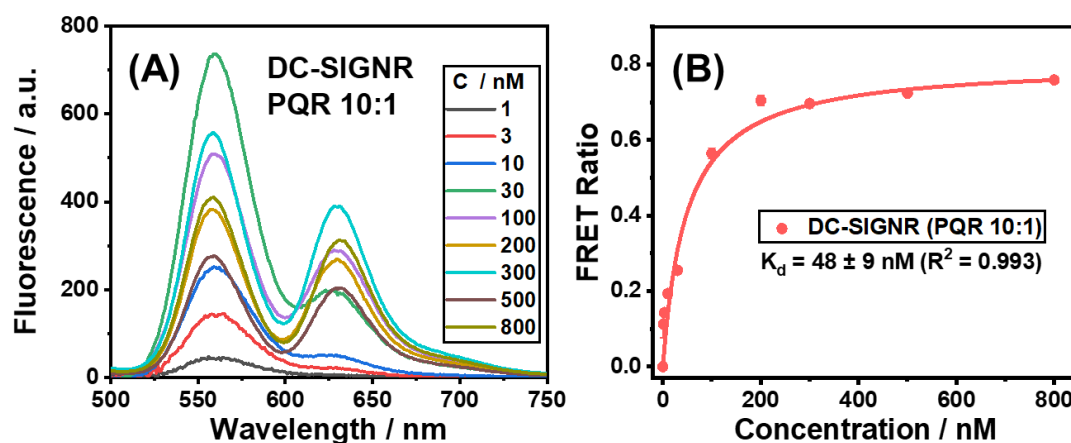 (A)
DC-SIGNR
PQR 10:1
C / nM
1
3
10
30
100
200
300
500
800
800
600
400
200
0
500 550 600 650 700 750
Wavelength / nm
Fluorescence / a.u.
(B)
DC-SIGNR (PQR 10:1)
K_d = 48 ± 9 nM (R² = 0.993)
0.8
0.6
0.4
0.2
0.0
0 200 400 600 800
Concentration / nM
FRET Ratio